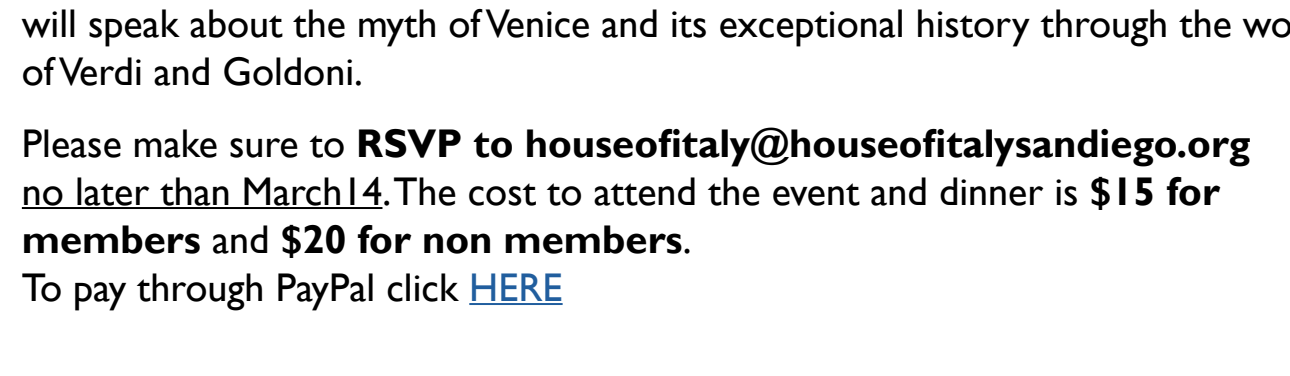 will speak about the myth of Venice and its exceptional history through the
of Verdi and Goldoni.
Please make sure to RSVP to houseofitaly@houseofitalysandiego.org
no later than March14. The cost to attend the event and dinner is $15 for
members and $20 for non members.
To pay through PayPal click HERE